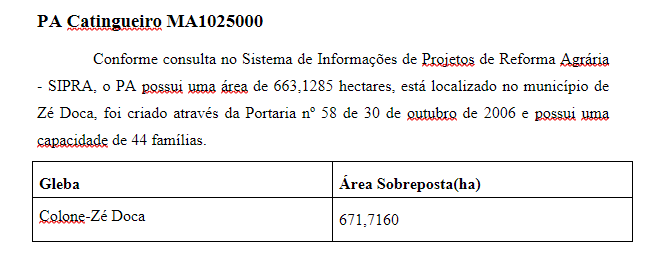 PA Catingueiro MA1025000
Conforme consulta no Sistema de Informações de Projetos de Reforma Agrária
- SIPRA, o PA possui uma área de 663,1285 hectares, está localizado no município de
Zé Doca, foi criado através da Portaria nº 58 de 30 de outubro de 2006 e possui uma
capacidade de 44 famílias.
Gleba Área Sobreposta(ha)
Colone-Zé Doca 671,7160